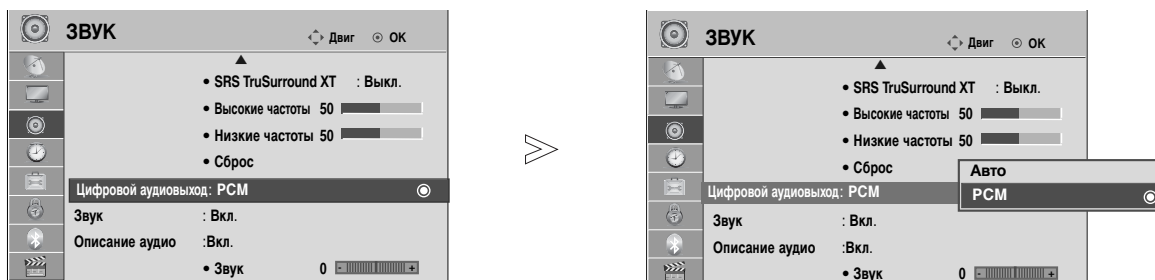 ЗВУК
Двиг
ОК
• SRS TruSurround XT : Выкл.
• Высокие частоты 50
• Низкие частоты 50
• Сброс
Цифровой аудиовыход: PCM
Звук : Вкл.
Описание аудио :Вкл.
• Звук 0 - +
ЗВУК
Двиг
ОК
• SRS TruSurround XT : Выкл.
• Высокие частоты 50
• Низкие частоты 50
• Сброс
Авто
Цифровой аудиовыход: PCM
PCM
Звук : Вкл.
Описание аудио :Вкл.
• Звук 0 - +